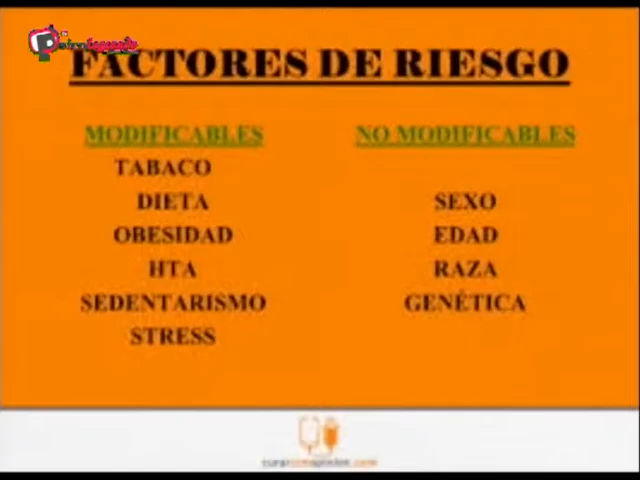 FACTORES DE RIESGO
MODIFICABLES
TABACO
DIETA
OBESIDAD
HTA
SEDENTARISMO
STRESS
NO MODIFICABLES
SEXO
EDAD
RAZA
GENÉTICA